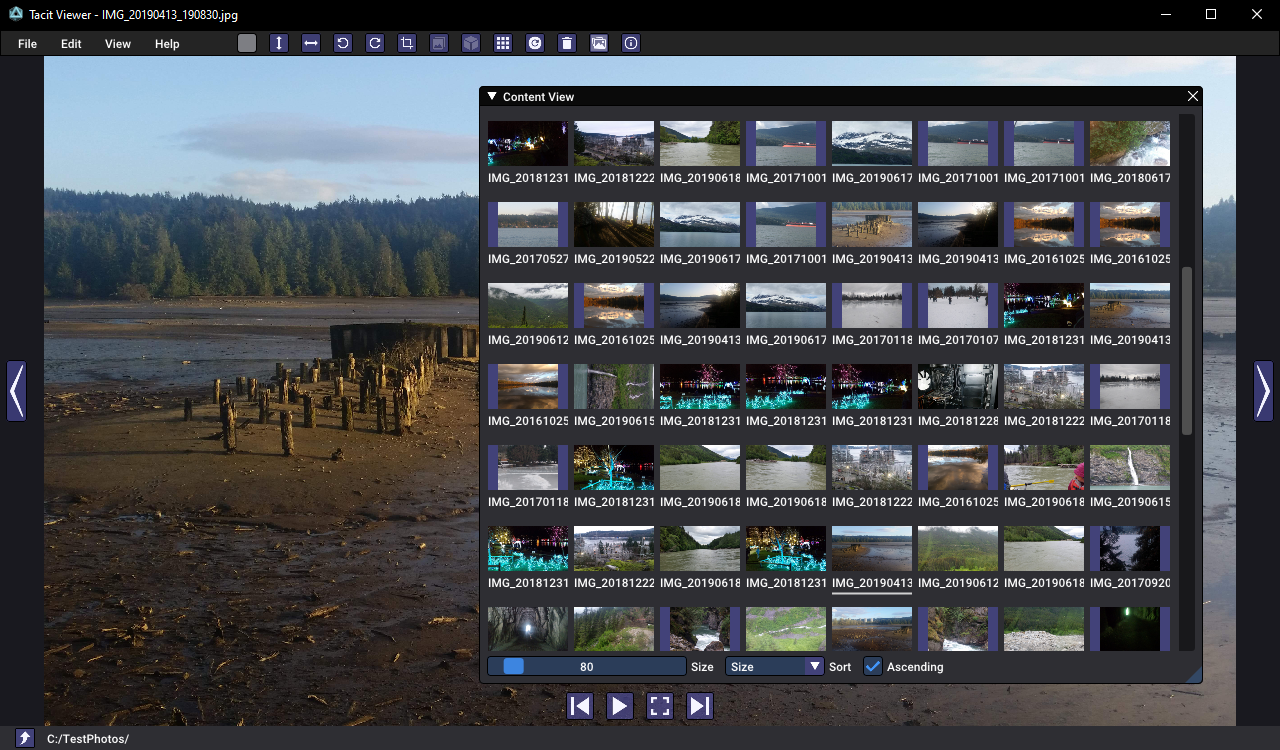 Tacit Viewer - IMG_20190413_190830.jpg
File Edit View Help
Content View
IMG_20181231 IMG_20181222 IMG_20190618 IMG_20171001 IMG_20190617 IMG_20171001 IMG_20171001 IMG_20180617
IMG_20170527 IMG_20190522 IMG_20190617 IMG_20171001 IMG_20190413 IMG_20190413 IMG_20161025 IMG_20161025
IMG_20190612 IMG_20161025 IMG_20190413 IMG_20190617 IMG_20170118 IMG_20170107 IMG_20181231 IMG_20190413
IMG_20161025 IMG_20190615 IMG_20181231 IMG_20181231 IMG_20181231 IMG_20181228 IMG_20181222 IMG_20170118
IMG_20170118 IMG_20181231 IMG_20190618 IMG_20190618 IMG_20181222 IMG_20161025 IMG_20190618 IMG_20190615
IMG_20181231 IMG_20181222 IMG_20190618 IMG_20181231 IMG_20190413 IMG_20190612 IMG_20190618 IMG_20170920
80 Size Size Sort Ascending
C:/TestPhotos/